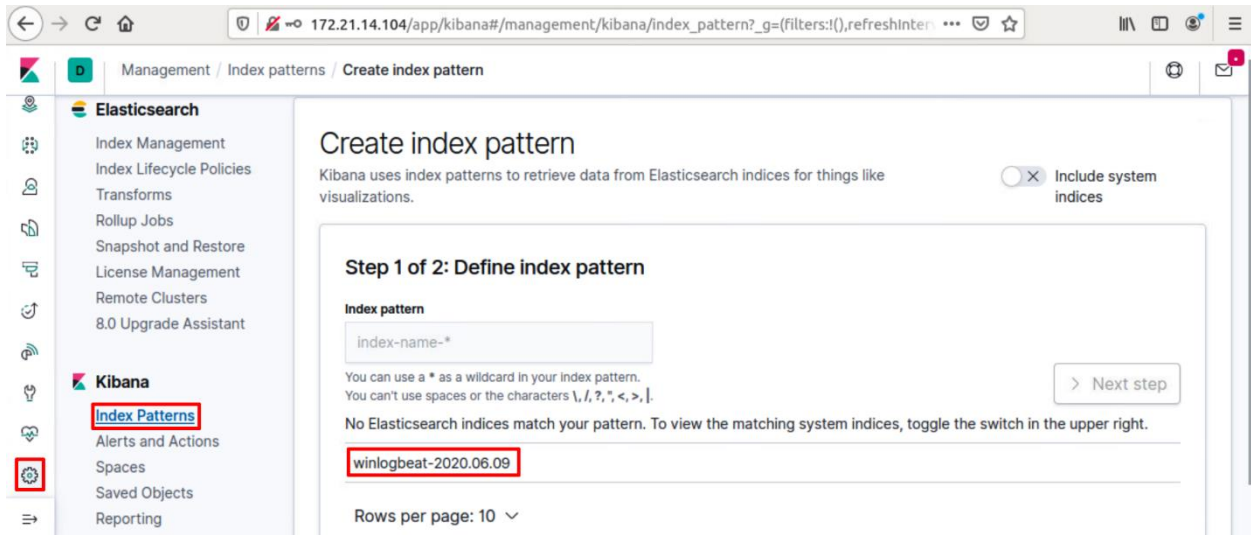 172.21.14.104/app/kibana#/management/kibana/index_pattern?_g=(filters:!(),refreshInter
D
Management / Index patterns / Create index pattern
Elasticsearch
Index Management
Index Lifecycle Policies
Transforms
Rollup Jobs
Snapshot and Restore
License Management
Remote Clusters
8.0 Upgrade Assistant
Kibana
Index Patterns
Alerts and Actions
Spaces
Saved Objects
Reporting
Create index pattern
Kibana uses index patterns to retrieve data from Elasticsearch indices for things like
visualizations.
Include system
indices
Step 1 of 2: Define index pattern
Index pattern
index-name-*
You can use a * as a wildcard in your index pattern.
You can't use spaces or the characters \, /, ?, ", <, >, |.
Next step
No Elasticsearch indices match your pattern. To view the matching system indices, toggle the switch in the upper right.
winlogbeat-2020.06.09
Rows per page: 10